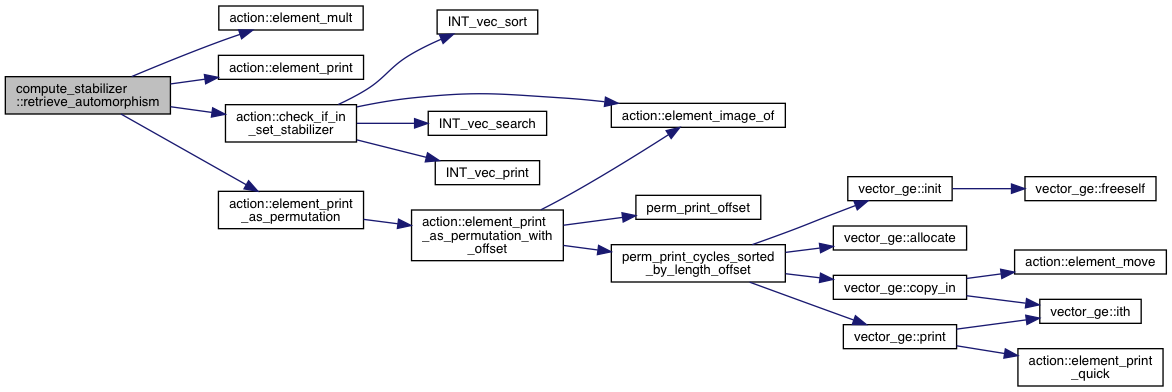 compute_stabilizer
::retrieve_automorphism
action::element_mult
action::element_print
action::check_if_in
_set_stabilizer
action::element_print
_as_permutation
INT_vec_sort
INT_vec_search
INT_vec_print
action::element_print
_as_permutation_with
_offset
action::element_image_of
perm_print_offset
perm_print_cycles_sorted
_by_length_offset
vector_ge::init
vector_ge::allocate
vector_ge::copy_in
vector_ge::print
vector_ge::freeself
action::element_move
vector_ge::ith
action::element_print
_quick